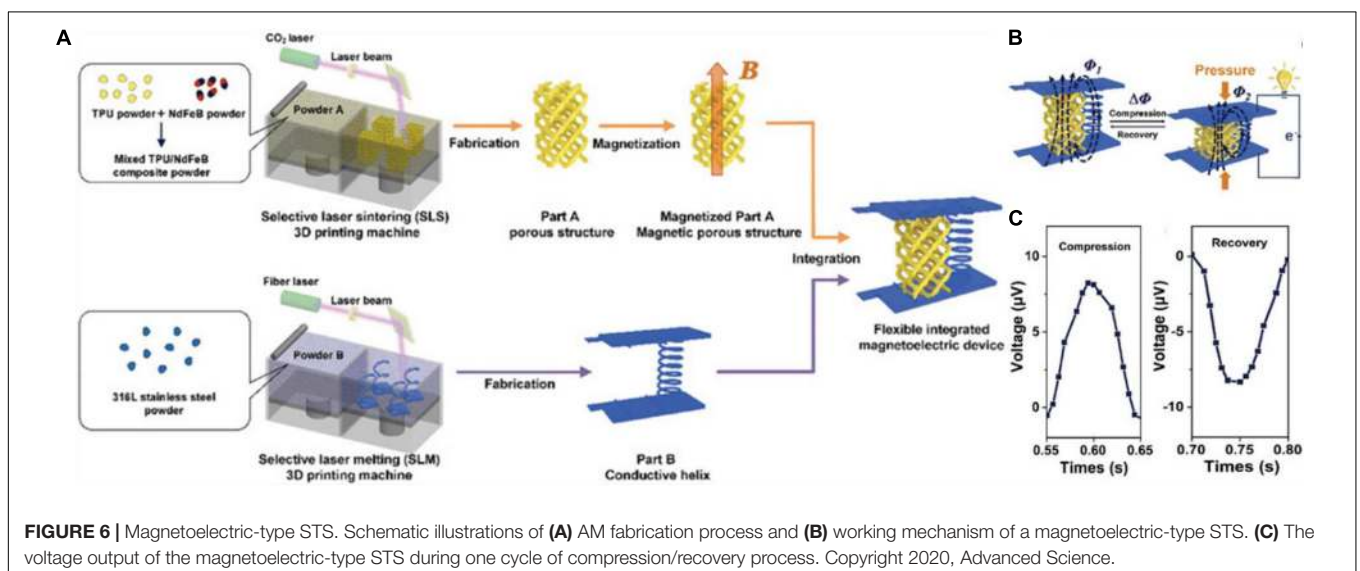 A
CO₂ laser
Laser beam
TPU powder + NdFeB powder
Mixed TPU/NdFeB
composite powder
Powder A
Selective laser sintering (SLS)
3D printing machine
Fabrication
Part A
porous structure
Magnetization
B
Magnetized Part A
Magnetic porous structure
Integration
Flexible integrated
magnetoelectric device
Fiber laser
Laser beam
316L stainless steel
powder
Powder B
Selective laser melting (SLM)
3D printing machine
Fabrication
Part B
Conductive helix
B
Φ₁
ΔΦ
Compression
Recovery
Pressure
Φ₂
e⁻
C
Compression
Voltage (μV)
10
5
0
0.55 0.60 0.65
Times (s)
Recovery
Voltage (μV)
0
-5
-10
0.70 0.75 0.80
Times (s)
FIGURE 6 | Magnetoelectric-type STS. Schematic illustrations of (A) AM fabrication process and (B) working mechanism of a magnetoelectric-type STS. (C) The
voltage output of the magnetoelectric-type STS during one cycle of compression/recovery process. Copyright 2020, Advanced Science.